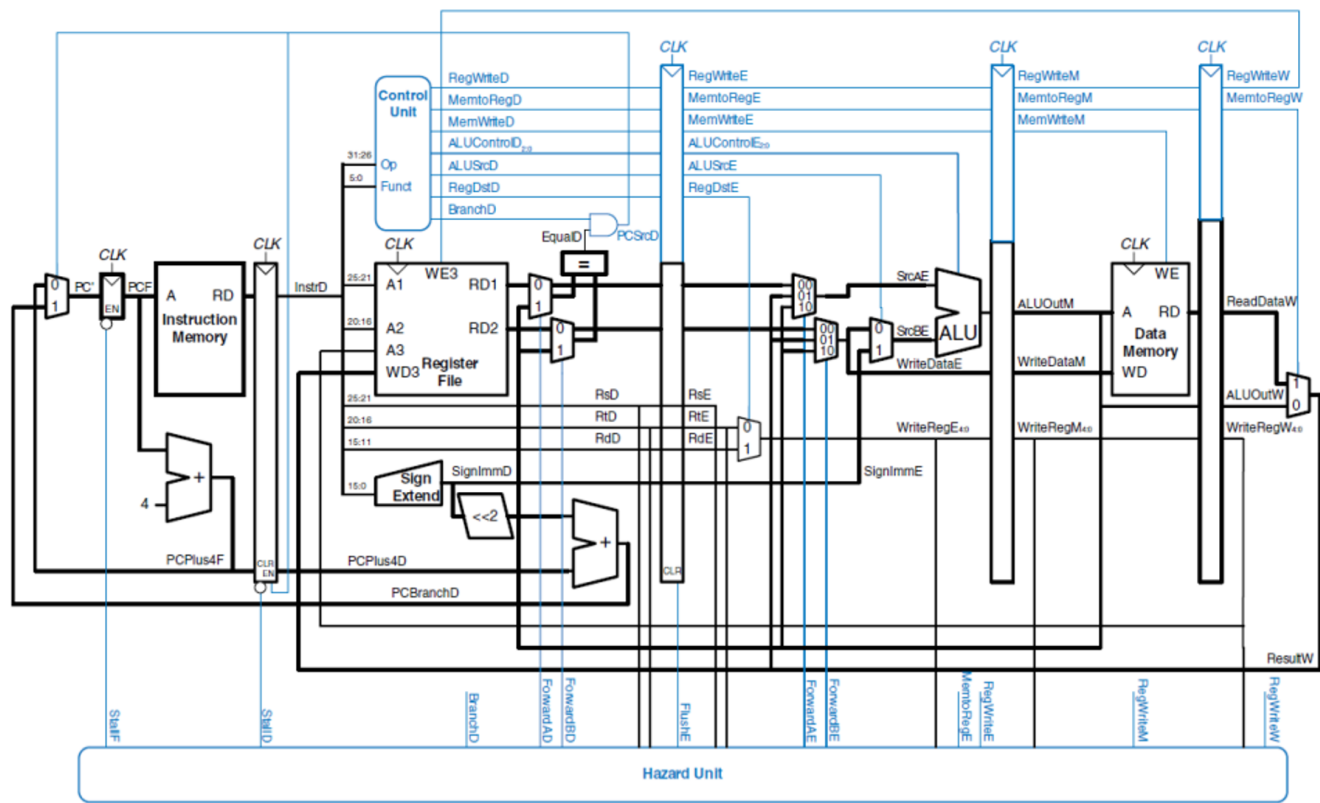 CLK CLK CLK
RegWriteD RegWriteE RegWriteM RegWriteW
Control Unit
MemtoRegD MemtoRegE MemtoRegM MemtoRegW
MemWriteD MemWriteE MemWriteM
ALUControlD2:0 ALUControlE2:0
31:26 Op ALUSrcD ALUSrcE
5:0 Funct RegDstD RegDstE
BranchD
EqualD PCSrcD
CLK CLK CLK CLK
=
0 1 PC' PCF EN
A RD
Instruction Memory
InstrD
25:21 A1 WE3 RD1
20:16 A2 RD2
A3
WD3
Register File
0 1
0 1
00 01 10
00 01 10
SrcAE
0 1 SrcBE
ALU
ALUOutM
WE
A RD
Data Memory
WD
ReadDataW
WriteDataE WriteDataM
ALUOutW
1 0
25:21 RsD RsE
20:16 RtD RtE
15:11 RdD RdE
0 1
WriteRegE4:0 WriteRegM4:0 WriteRegW4:0
15:0 Sign Extend SignImmD SignImmE
<<2
+
4
+
PCPlus4F CLR EN PCPlus4D CLR
PCBranchD
ResultW
StallF
StallD
BranchD
ForwardAD
ForwardBD
FlushE
ForwardAE
ForwardBE
MemtoRegE
RegWriteE
RegWriteM
RegWriteW
Hazard Unit